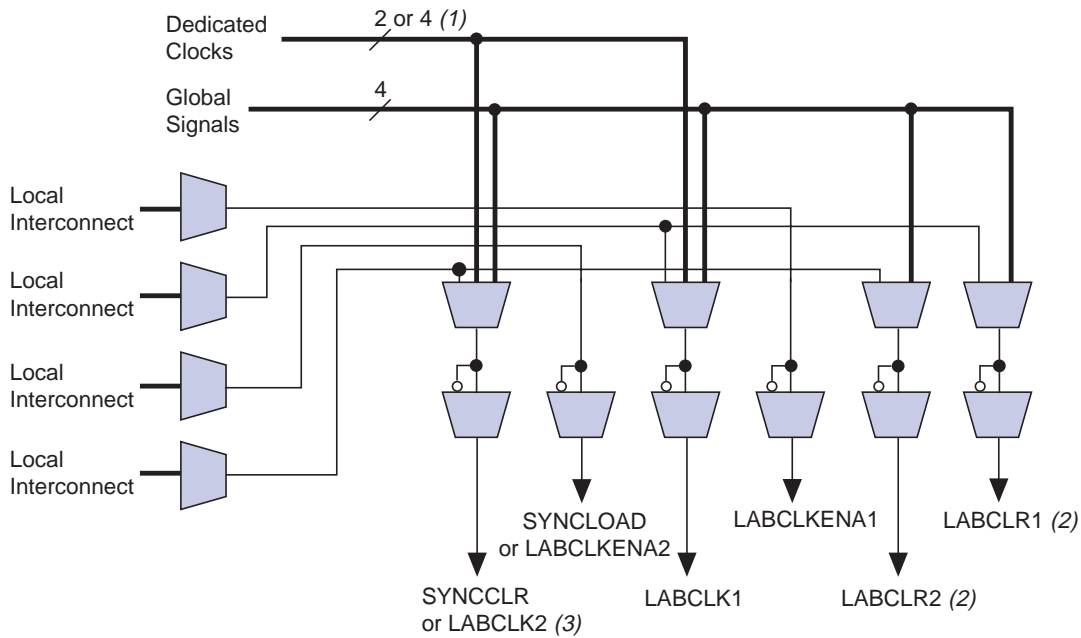 Dedicated
Clocks
2 or 4 (1)
Global
Signals
4
Local
Interconnect
Local
Interconnect
Local
Interconnect
Local
Interconnect
SYNCLOAD
or LABCLKENA2
LABCLKENA1
LABCLR1 (2)
SYNCCLR
or LABCLK2 (3)
LABCLK1
LABCLR2 (2)